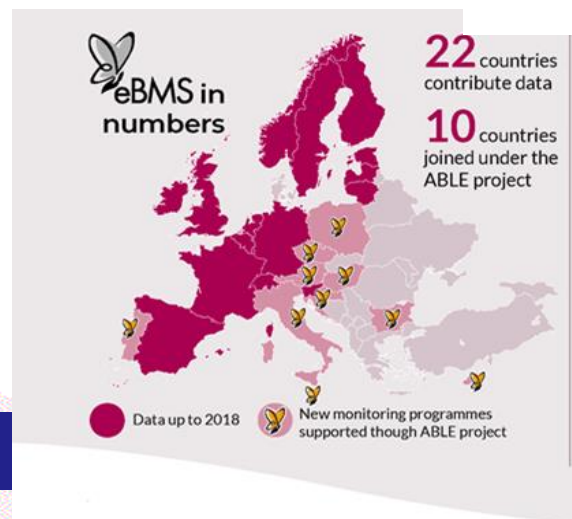 eBMS in
numbers
22 countries
contribute data
10 countries
joined under the
ABLE project
Data up to 2018
New monitoring programmes
supported though ABLE project